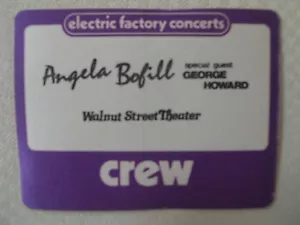 electric factory concerts
Angela Bofill special guest
GEORGE
HOWARD
Walnut Street Theater
crew